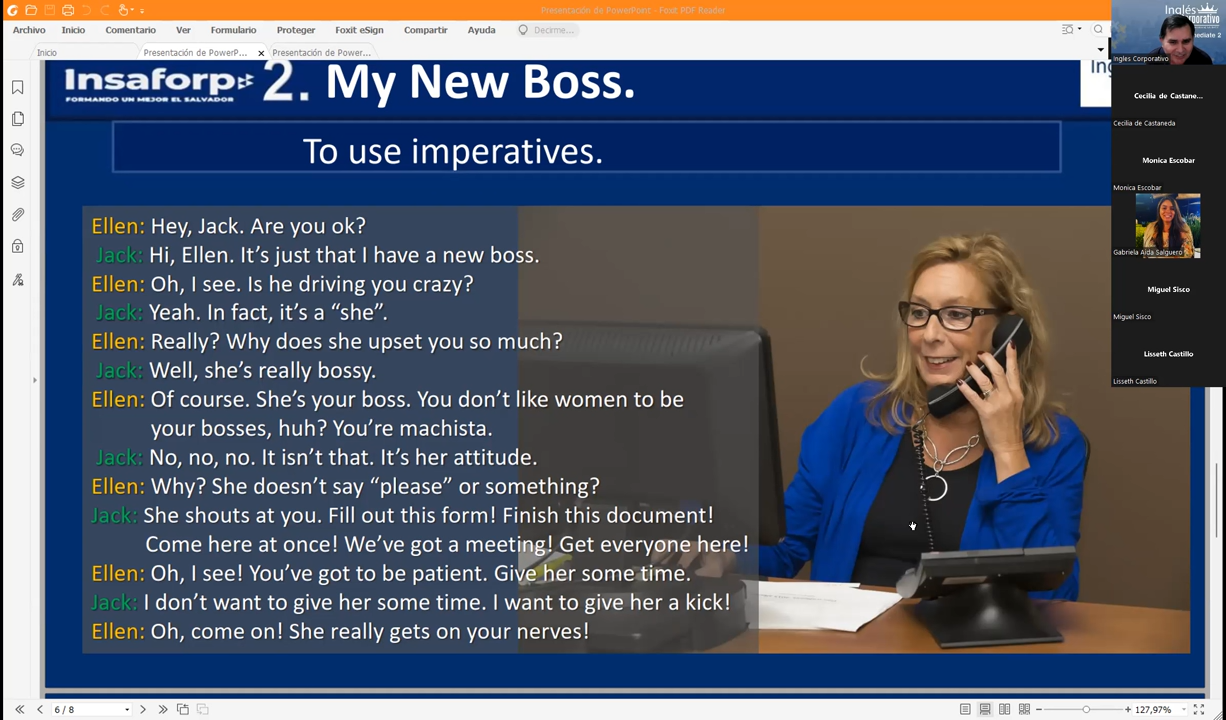 Presentación de PowerPoint - Foxit PDF Reader
Archivo Inicio Comentario Ver Formulario Proteger Foxit eSign Compartir Ayuda Decirme...
Inicio Presentación de PowerP... Presentación de Power...
Insaforp 2. My New Boss.
FORMANDO UN MEJOR EL SALVADOR
To use imperatives.
Ellen: Hey, Jack. Are you ok?
Jack: Hi, Ellen. It's just that I have a new boss.
Ellen: Oh, I see. Is he driving you crazy?
Jack: Yeah. In fact, it's a “she”.
Ellen: Really? Why does she upset you so much?
Jack: Well, she's really bossy.
Ellen: Of course. She's your boss. You don't like women to be
your bosses, huh? You're machista.
Jack: No, no, no. It isn't that. It's her attitude.
Ellen: Why? She doesn't say “please” or something?
Jack: She shouts at you. Fill out this form! Finish this document!
Come here at once! We've got a meeting! Get everyone here!
Ellen: Oh, I see! You've got to be patient. Give her some time.
Jack: I don't want to give her some time. I want to give her a kick!
Ellen: Oh, come on! She really gets on your nerves!
6 / 8
127,97%
Inglés
Ingles Corporativo
Cecilia de Castane...
Cecilia de Castaneda
Monica Escobar
Monica Escobar
Gabriela Aida Salguero
Miguel Sisco
Miguel Sisco
Lisseth Castillo
Lisseth Castillo